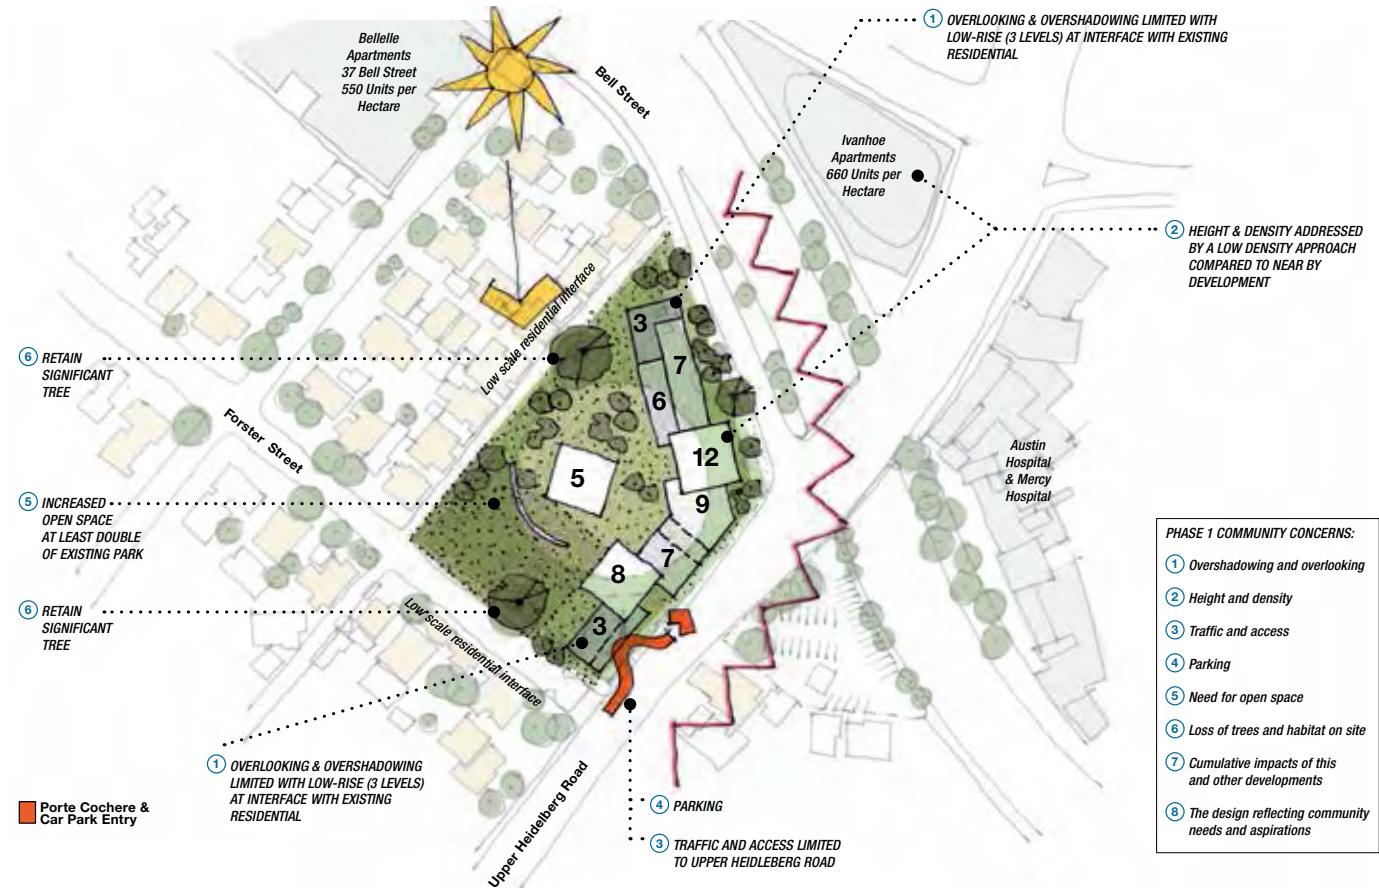 Bellelle
Apartments
37 Bell Street
550 Units per
Hectare
Bell Street
1 OVERLOOKING & OVERSHADOWING LIMITED WITH
LOW-RISE (3 LEVELS) AT INTERFACE WITH EXISTING
RESIDENTIAL
Ivanhoe
Apartments
660 Units per
Hectare
2 HEIGHT & DENSITY ADDRESSED
BY A LOW DENSITY APPROACH
COMPARED TO NEAR BY
DEVELOPMENT
Low scale residential interface
6 RETAIN
SIGNIFICANT
TREE
Forster Street
3
7
6
12
5
9
7
8
3
Austin
Hospital
& Mercy
Hospital
5 INCREASED
OPEN SPACE
AT LEAST DOUBLE
OF EXISTING PARK
6 RETAIN
SIGNIFICANT
TREE
Low scale residential interface
1 OVERLOOKING & OVERSHADOWING
LIMITED WITH LOW-RISE (3 LEVELS)
AT INTERFACE WITH EXISTING
RESIDENTIAL
Porte Cochere &
Car Park Entry
Upper Heidelberg Road
4 PARKING
3 TRAFFIC AND ACCESS LIMITED
TO UPPER HEIDLEBERG ROAD
PHASE 1 COMMUNITY CONCERNS:
1 Overshadowing and overlooking
2 Height and density
3 Traffic and access
4 Parking
5 Need for open space
6 Loss of trees and habitat on site
7 Cumulative impacts of this
and other developments
8 The design reflecting community
needs and aspirations